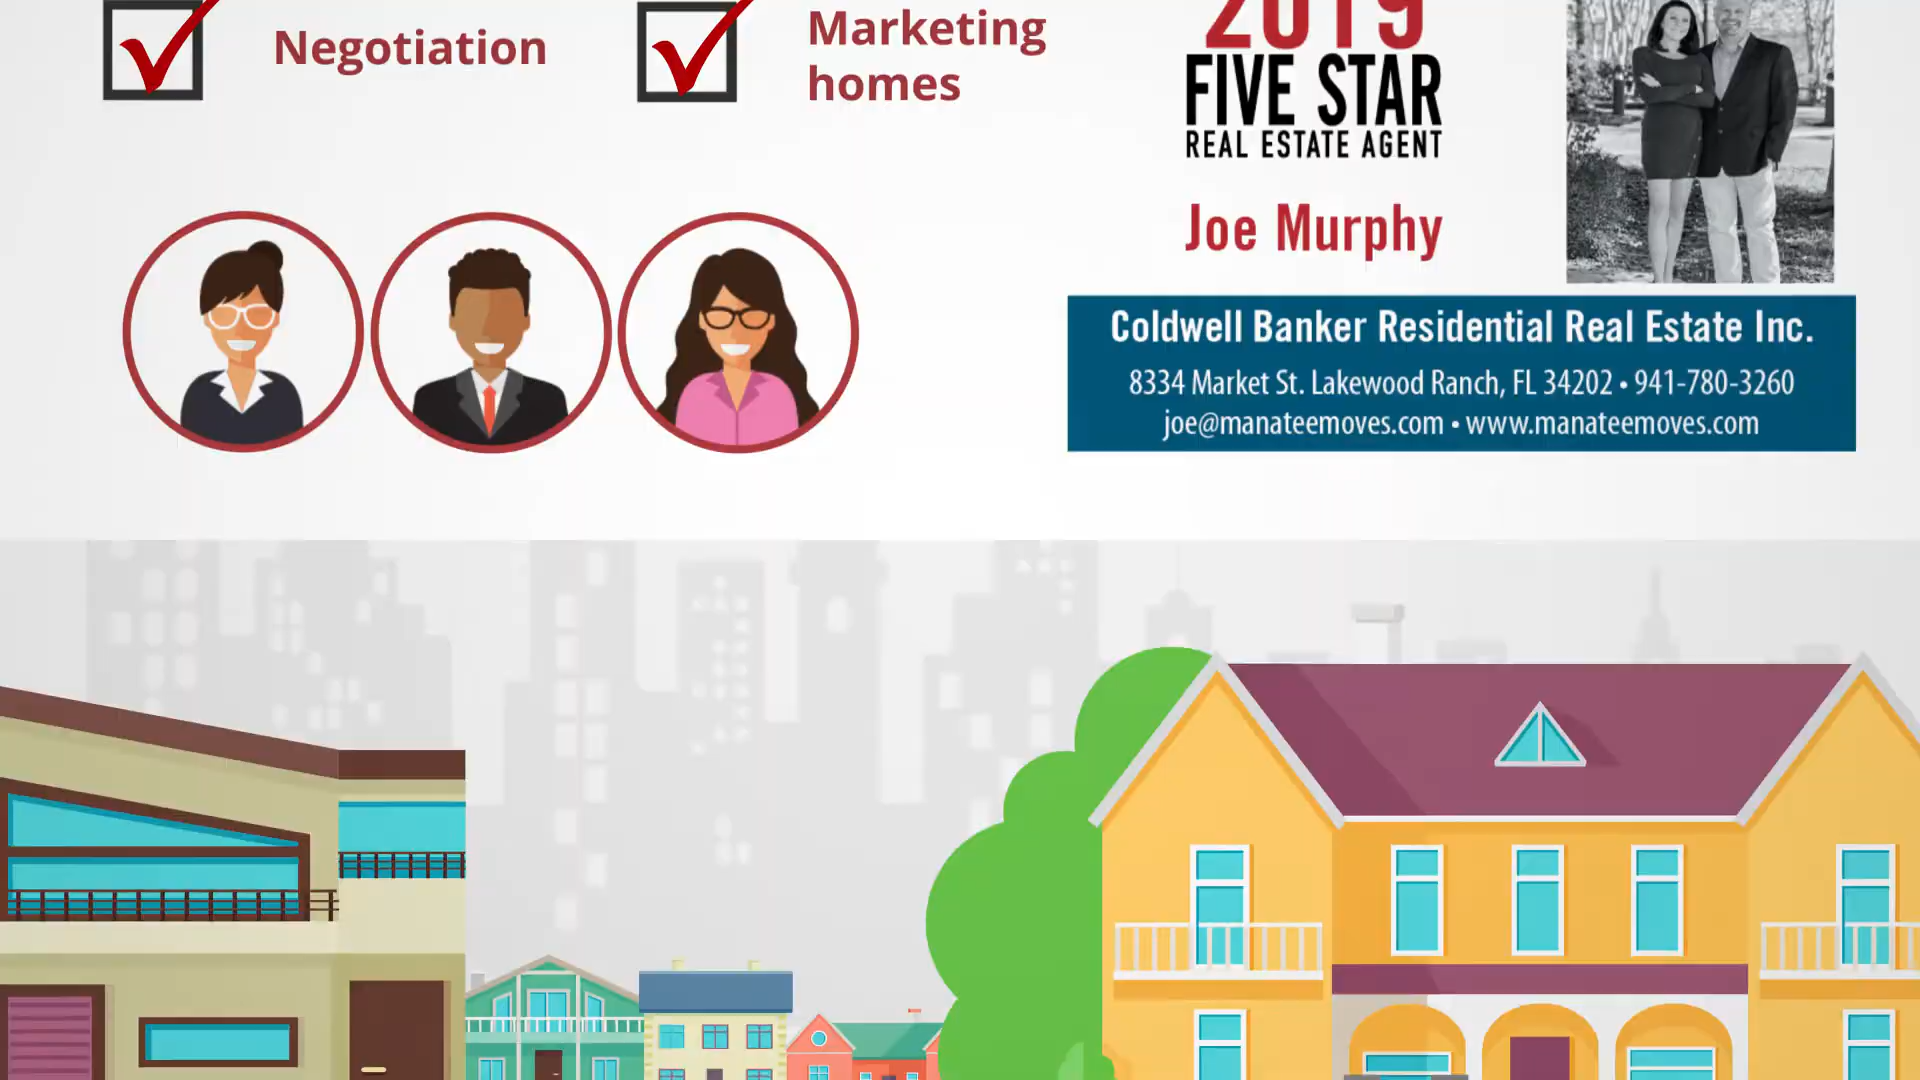 Negotiation
Marketing
homes
2019
FIVE STAR
REAL ESTATE AGENT
Joe Murphy
Coldwell Banker Residential Real Estate Inc.
8334 Market St. Lakewood Ranch, FL 34202 • 941-780-3260
joe@manateemoves.com • www.manateemoves.com